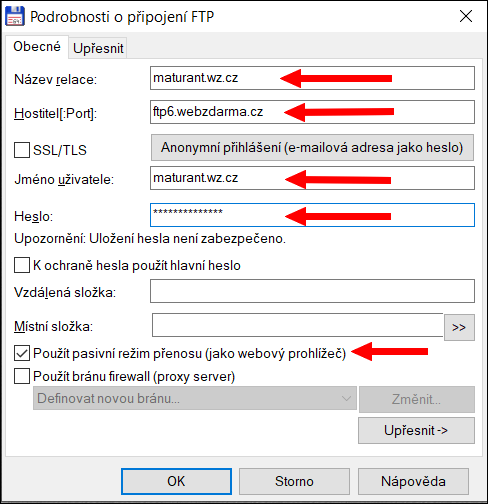 Podrobnosti o připojení FTP
Obecné Upřesnit
Název relace: maturant.wz.cz
Hostitel[:Port]: ftp6.webzdarma.cz
SSL/TLS Anonymní přihlášení (e-mailová adresa jako heslo)
Jméno uživatele: maturant.wz.cz
Heslo: **************
Upozornění: Uložení hesla není zabezpečeno.
K ochraně hesla použít hlavní heslo
Vzdálená složka:
Místní složka: >>
Použít pasivní režim přenosu (jako webový prohlížeč)
Použít bránu firewall (proxy server)
Definovat novou bránu... Změnit...
Upřesnit ->
OK Storno Nápověda